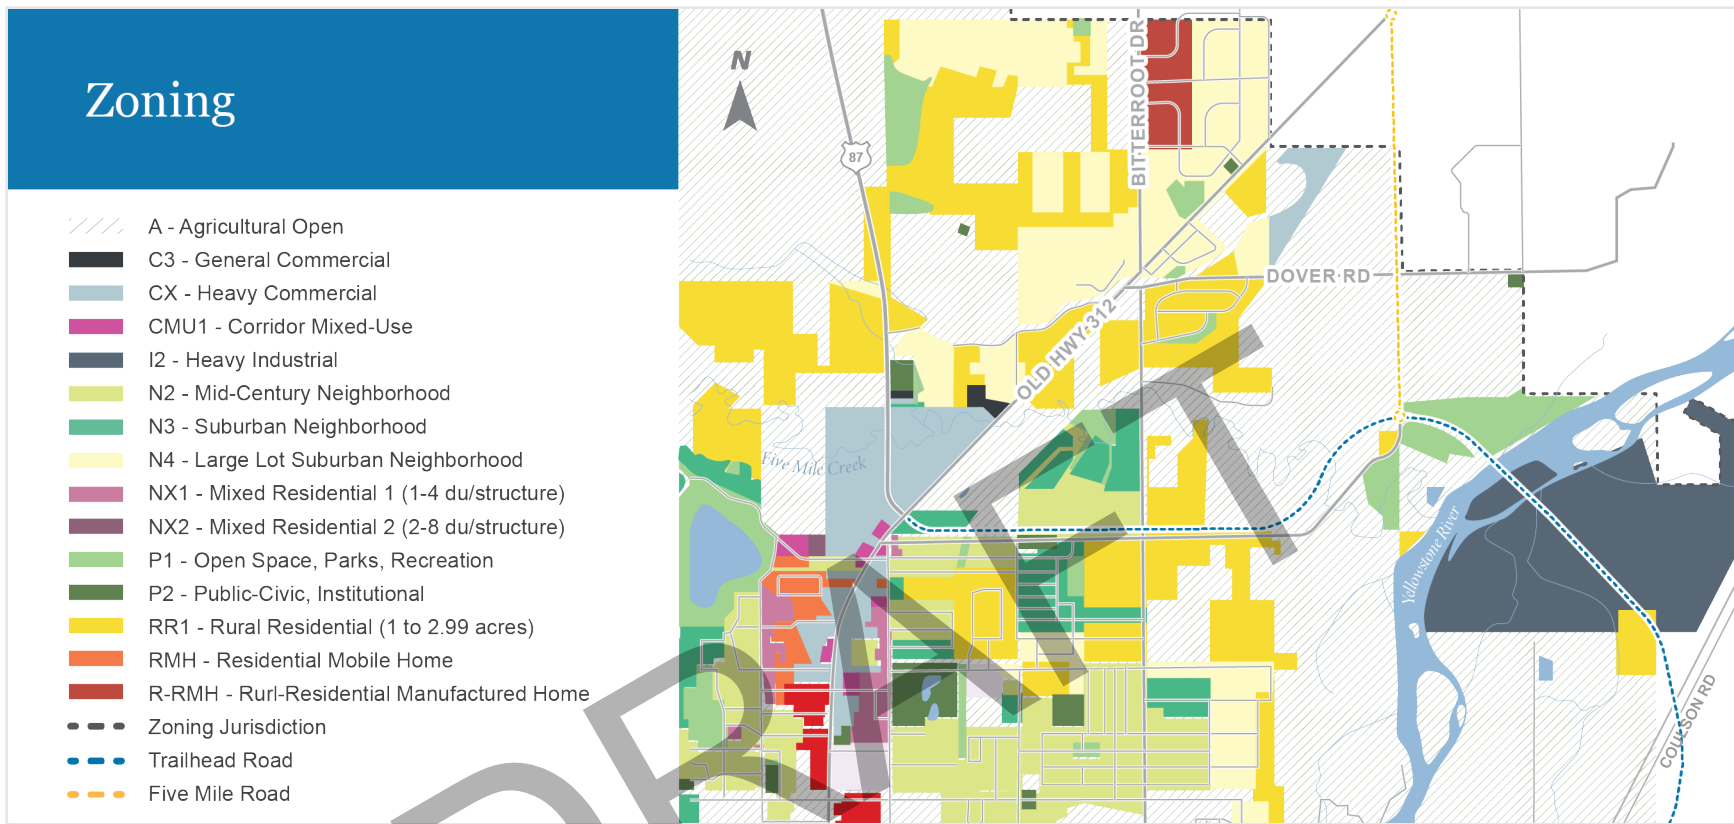 Zoning
A - Agricultural Open
C3 - General Commercial
CX - Heavy Commercial
CMU1 - Corridor Mixed-Use
I2 - Heavy Industrial
N2 - Mid-Century Neighborhood
N3 - Suburban Neighborhood
N4 - Large Lot Suburban Neighborhood
NX1 - Mixed Residential 1 (1-4 du/structure)
NX2 - Mixed Residential 2 (2-8 du/structure)
P1 - Open Space, Parks, Recreation
P2 - Public-Civic, Institutional
RR1 - Rural Residential (1 to 2.99 acres)
RMH - Residential Mobile Home
R-RMH - Rurl-Residential Manufactured Home
Zoning Jurisdiction
Trailhead Road
Five Mile Road
N
87
BITTERROOT DR
DOVER RD
OLD HWY 312
Five Mile Creek
Yellowstone River
COULSON RD
DRAFT